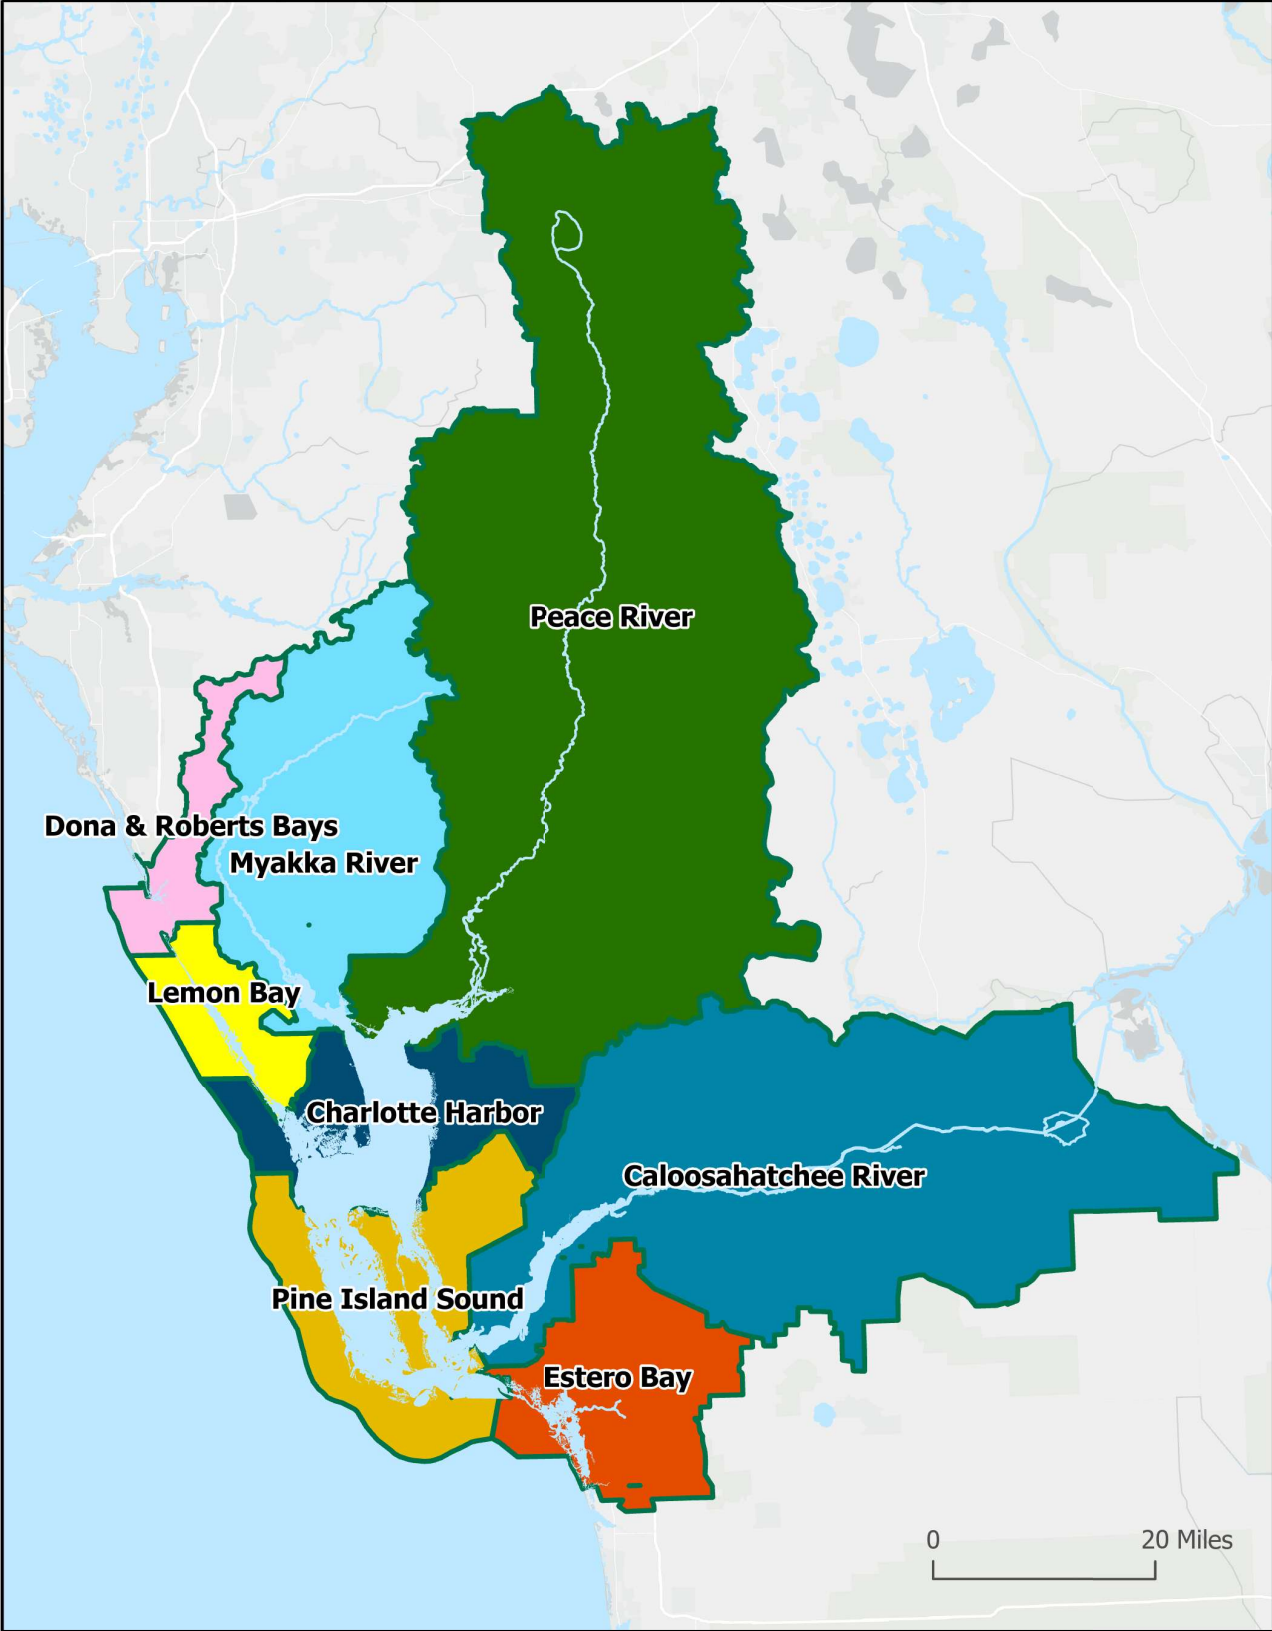 Peace River
Dona & Roberts Bays
Myakka River
Lemon Bay
Charlotte Harbor
Caloosahatchee River
Pine Island Sound
Estero Bay
0 20 Miles